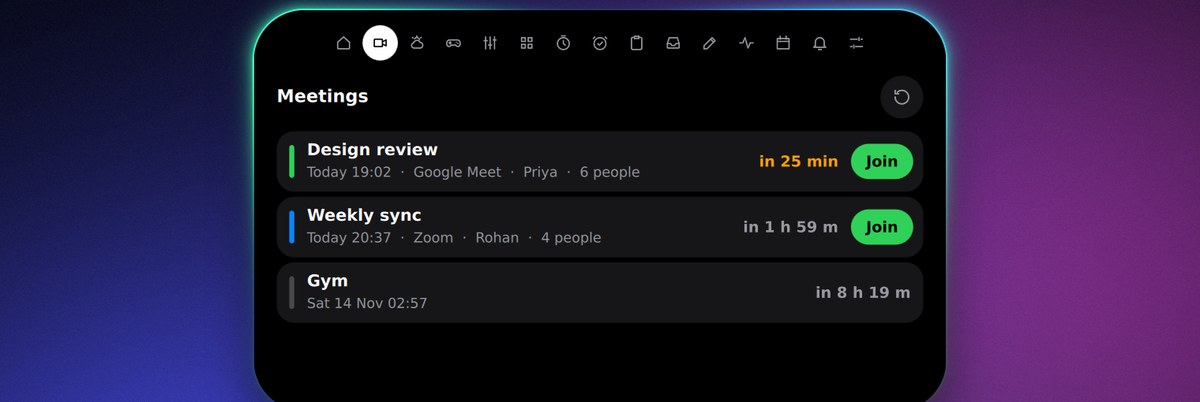 Meetings
Design review
Today 19:02 · Google Meet · Priya · 6 people
in 25 min
Join
Weekly sync
Today 20:37 · Zoom · Rohan · 4 people
in 1 h 59 m
Join
Gym
Sat 14 Nov 02:57
in 8 h 19 m